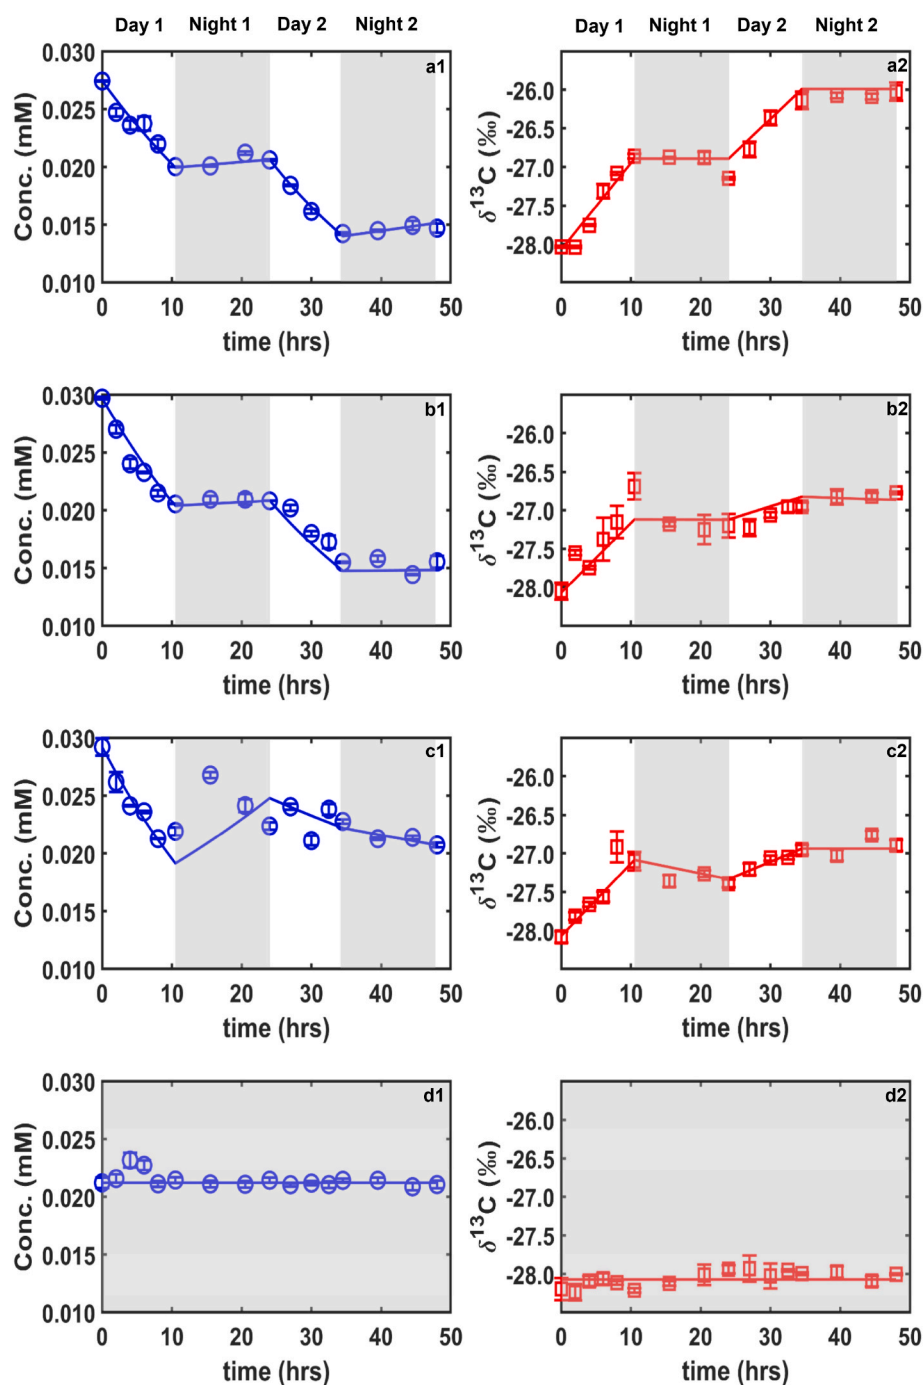 Day 1 Night 1 Day 2 Night 2 Day 1 Night 1 Day 2 Night 2
a1
0.030
0.025
0.020
0.015
0.010
Conc. (mM)
0 10 20 30 40 50
time (hrs)
a2
-26.0
-26.5
-27.0
-27.5
-28.0
δ¹³C (‰)
0 10 20 30 40 50
time (hrs)
b1
0.030
0.025
0.020
0.015
0.010
Conc. (mM)
0 10 20 30 40 50
time (hrs)
b2
-26.0
-26.5
-27.0
-27.5
-28.0
δ¹³C (‰)
0 10 20 30 40 50
time (hrs)
c1
0.030
0.025
0.020
0.015
0.010
Conc. (mM)
0 10 20 30 40 50
time (hrs)
c2
-26.0
-26.5
-27.0
-27.5
-28.0
δ¹³C (‰)
0 10 20 30 40 50
time (hrs)
d1
0.030
0.025
0.020
0.015
0.010
Conc. (mM)
0 10 20 30 40 50
time (hrs)
d2
-26.0
-26.5
-27.0
-27.5
-28.0
δ¹³C (‰)
0 10 20 30 40 50
time (hrs)